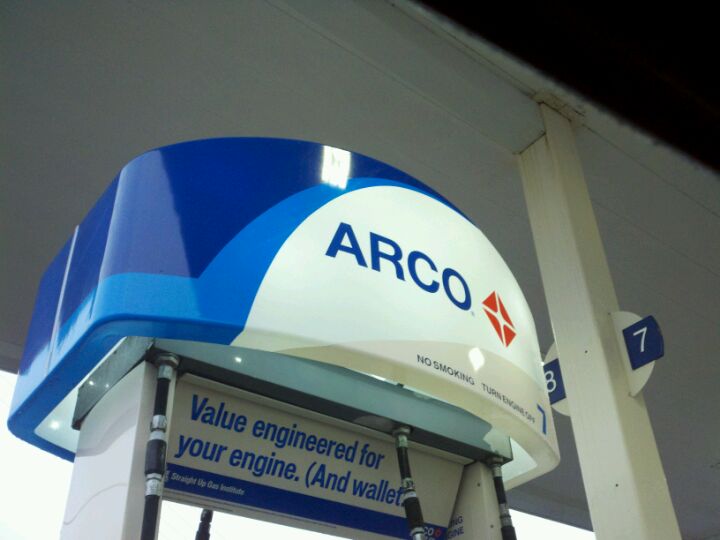 ARCO
NO SMOKING TURN ENGINE OFF
7
8
7
Value engineered for
your engine. (And wallet.
Straight Up Gas Institute